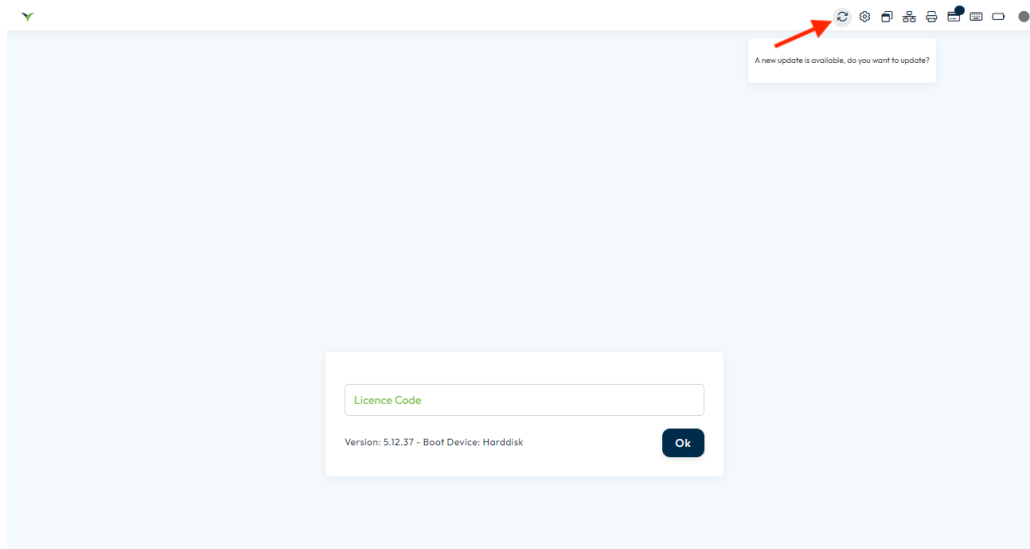 A new update is available, do you want to update?
Licence Code
Version: 5.12.37 - Boot Device: Harddisk
Ok